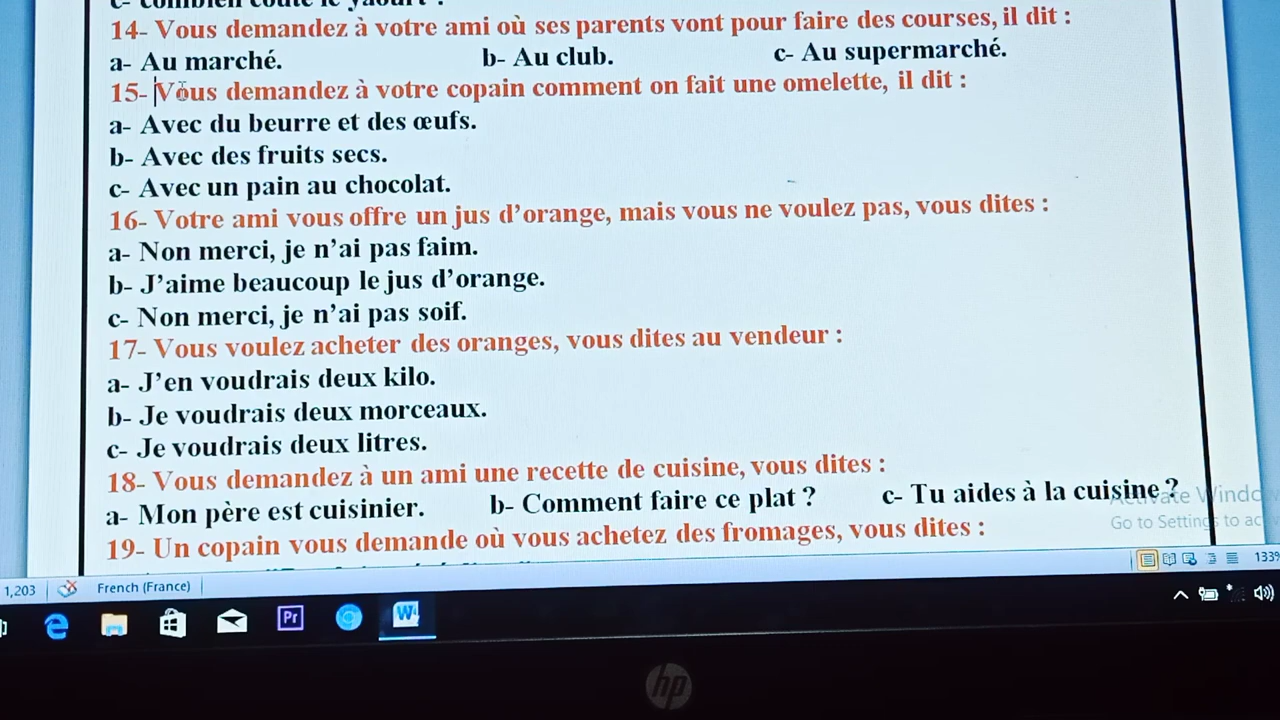 14- Vous demandez à votre ami où ses parents vont pour faire des courses, il dit :
a- Au marché. b- Au club. c- Au supermarché.
15- Vous demandez à votre copain comment on fait une omelette, il dit :
a- Avec du beurre et des œufs.
b- Avec des fruits secs.
c- Avec un pain au chocolat.
16- Votre ami vous offre un jus d'orange, mais vous ne voulez pas, vous dites :
a- Non merci, je n'ai pas faim.
b- J'aime beaucoup le jus d'orange.
c- Non merci, je n'ai pas soif.
17- Vous voulez acheter des oranges, vous dites au vendeur :
a- J'en voudrais deux kilo.
b- Je voudrais deux morceaux.
c- Je voudrais deux litres.
18- Vous demandez à un ami une recette de cuisine, vous dites :
a- Mon père est cuisinier. b- Comment faire ce plat ? c- Tu aides à la cuisine ?
Go to Settings to
19- Un copain vous demande où vous achetez des fromages, vous dites :
1,203 French (France) 133%
Pr W
hp